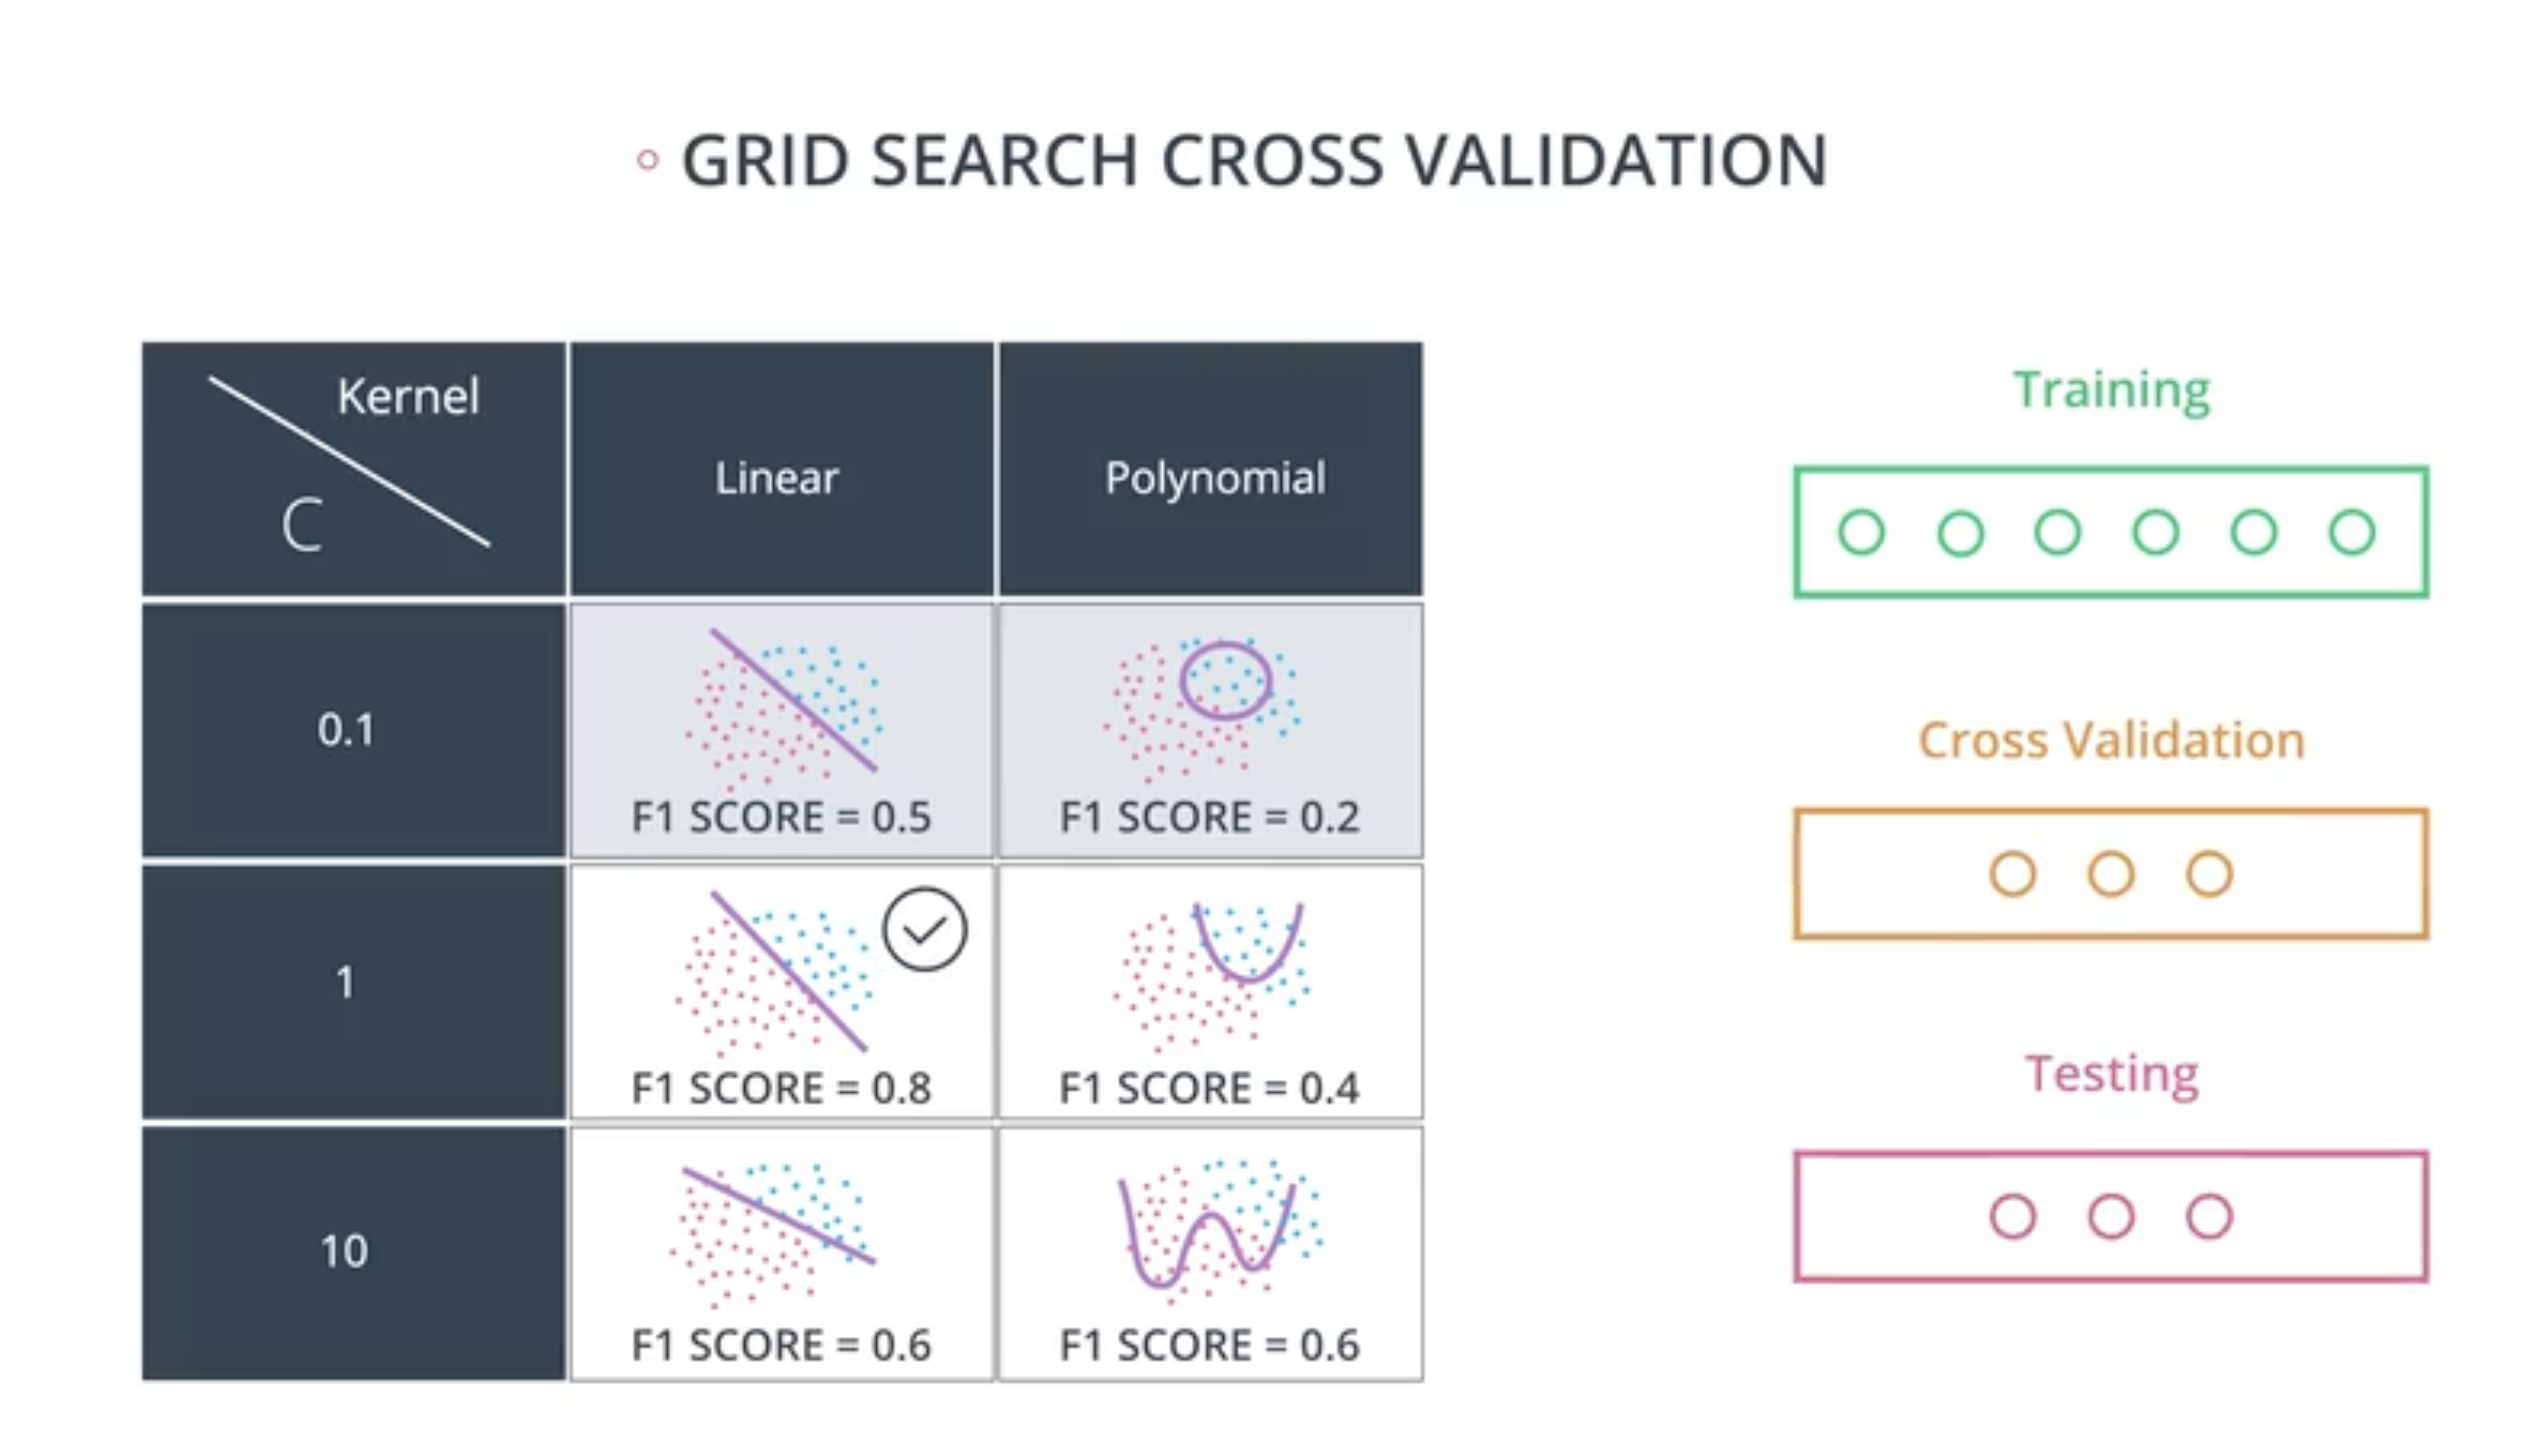 GRID SEARCH CROSS VALIDATION
Kernel
C
Linear
Polynomial
0.1
F1 SCORE = 0.5
F1 SCORE = 0.2
1
F1 SCORE = 0.8
F1 SCORE = 0.4
10
F1 SCORE = 0.6
F1 SCORE = 0.6
Training
Cross Validation
Testing